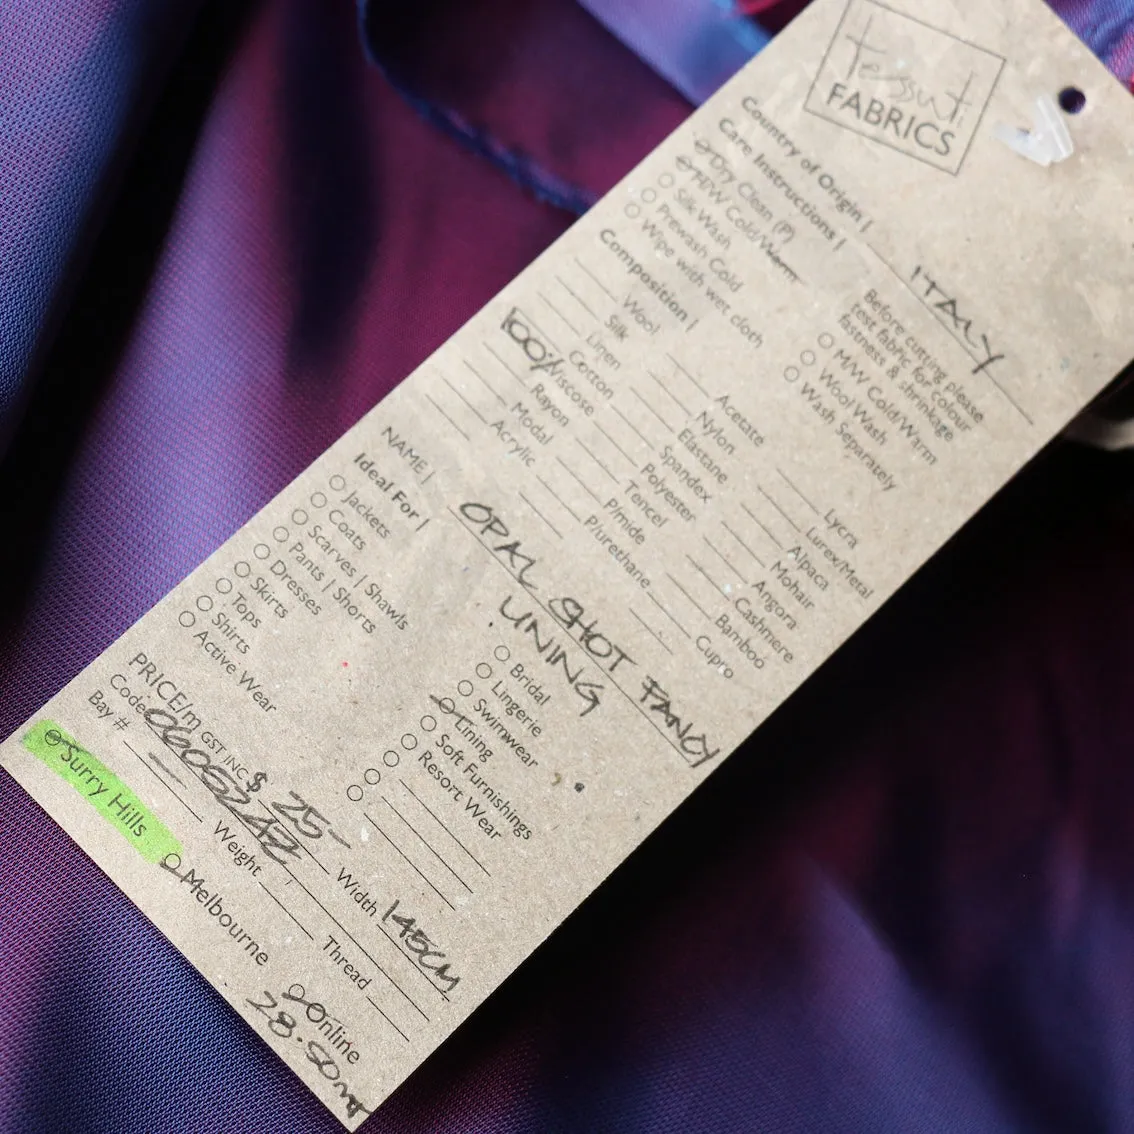 tessuti
FABRICS
Country of Origin | ITALY
Care Instructions |
Dry Clean (P)
H/W Cold/Warm
Silk Wash
Prewash Cold
Wipe with wet cloth
Before cutting please
test fabric for colour
fastness & shrinkage
M/W Cold/Warm
Wool Wash
Wash Separately
Composition |
Wool
Silk
Linen
Cotton
100% Viscose
Rayon
Modal
Acrylic
Acetate
Nylon
Elastane
Spandex
Polyester
Tencel
P/mide
P/urethane
Lycra
Lurex/Metal
Alpaca
Mohair
Angora
Cashmere
Bamboo
Cupro
NAME | OPAL SHOT FANCY
LINING
Ideal For |
Jackets
Coats
Scarves | Shawls
Pants | Shorts
Dresses
Skirts
Tops
Shirts
Active Wear
Bridal
Lingerie
Swimwear
Lining
Soft Furnishings
Resort Wear
PRICE/m GST INC $ 25-
Width 145CM
Code
Weight
Thread
Bay #
Surry Hills
Melbourne
Online
28.50mt